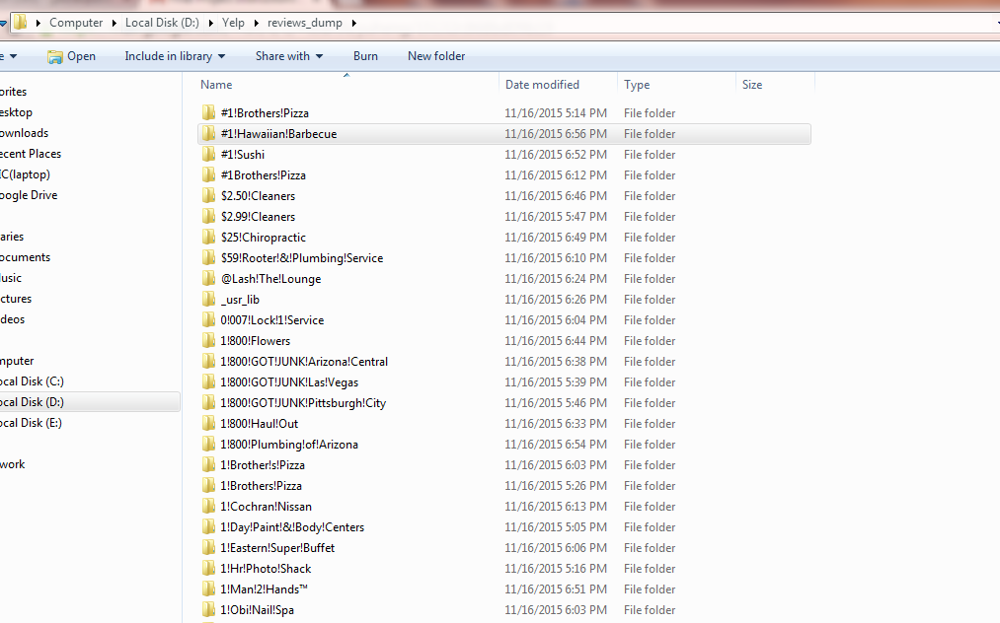 Computer Local Disk (D:) Yelp reviews_dump
e Open Include in library Share with Burn New folder
Name Date modified Type Size
orites
esktop
ownloads
ecent Places
IC(laptop)
oogle Drive
aries
ocuments
lusic
ctures
deos
mputer
ocal Disk (C:)
ocal Disk (D:)
ocal Disk (E:)
work
#1!Brothers!Pizza 11/16/2015 5:14 PM File folder
#1!Hawaiian!Barbecue 11/16/2015 6:56 PM File folder
#1!Sushi 11/16/2015 6:52 PM File folder
#1Brothers!Pizza 11/16/2015 6:12 PM File folder
$2.50!Cleaners 11/16/2015 6:46 PM File folder
$2.99!Cleaners 11/16/2015 5:47 PM File folder
$25!Chiropractic 11/16/2015 6:49 PM File folder
$59!Rooter!&!Plumbing!Service 11/16/2015 6:10 PM File folder
@Lash!The!Lounge 11/16/2015 6:24 PM File folder
_usr_lib 11/16/2015 6:26 PM File folder
0!007!Lock!1!Service 11/16/2015 6:04 PM File folder
1!800!Flowers 11/16/2015 6:44 PM File folder
1!800!GOT!JUNK!Arizona!Central 11/16/2015 6:38 PM File folder
1!800!GOT!JUNK!Las!Vegas 11/16/2015 5:39 PM File folder
1!800!GOT!JUNK!Pittsburgh!City 11/16/2015 5:46 PM File folder
1!800!Haul!Out 11/16/2015 6:33 PM File folder
1!800!Plumbing!of!Arizona 11/16/2015 6:54 PM File folder
1!Brother!s!Pizza 11/16/2015 6:03 PM File folder
1!Brothers!Pizza 11/16/2015 5:26 PM File folder
1!Cochran!Nissan 11/16/2015 6:13 PM File folder
1!Day!Paint!&!Body!Centers 11/16/2015 5:05 PM File folder
1!Eastern!Super!Buffet 11/16/2015 6:06 PM File folder
1!Hr!Photo!Shack 11/16/2015 5:16 PM File folder
1!Man!2!Hands™ 11/16/2015 6:51 PM File folder
1!Obi!Nail!Spa 11/16/2015 6:03 PM File folder